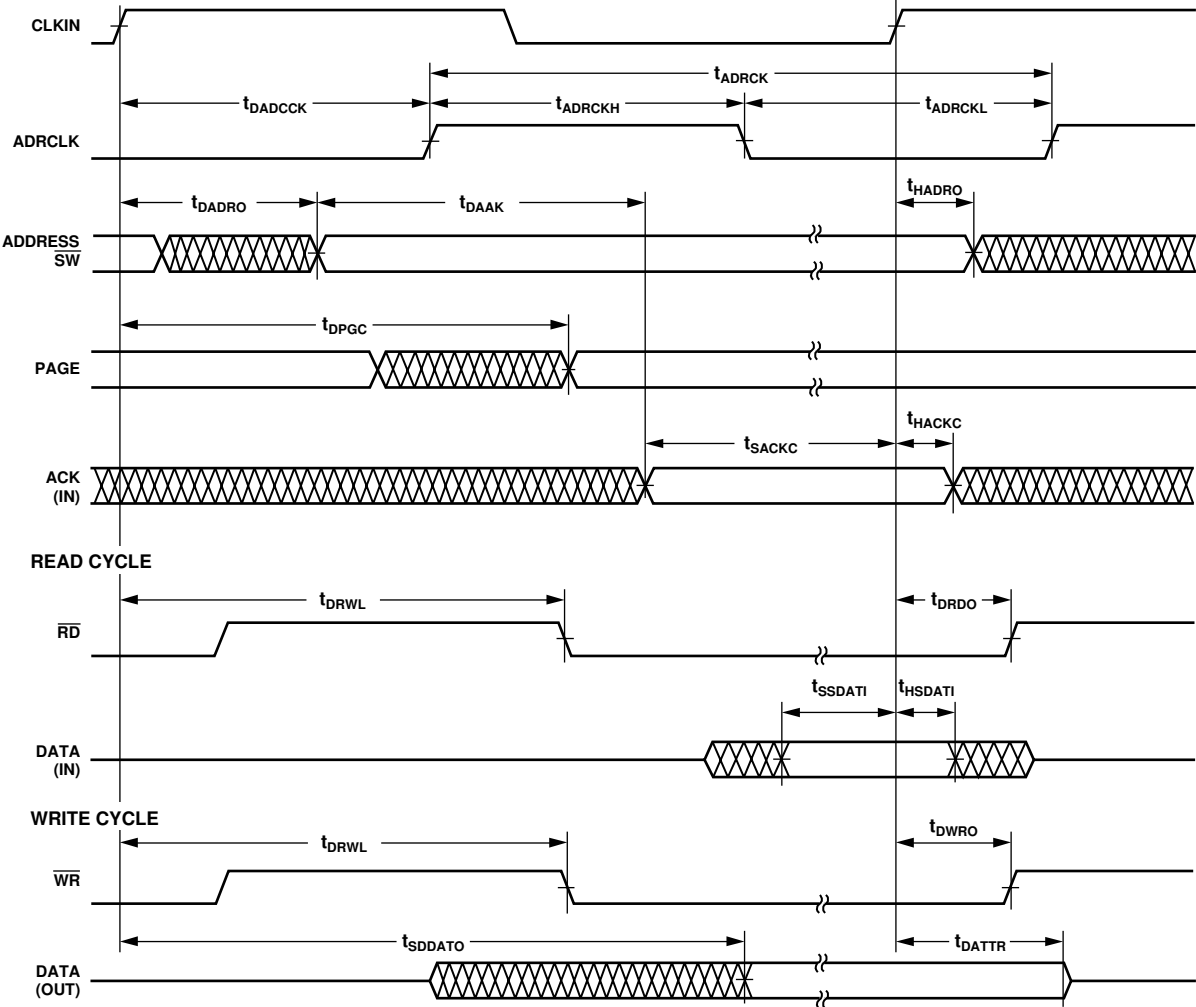 CLKIN
tADRCK
tDADCCK
tADRCKH
tADRCKL
ADRCLK
tDADRO
tDAAK
tHADRO
ADDRESS
SW
tDPGC
PAGE
tSACKC
tHACKC
ACK
(IN)
READ CYCLE
tDRWL
tDRDO
RD
tSSDATI
tHSDATI
DATA
(IN)
WRITE CYCLE
tDRWL
tDWRO
WR
tSDDATO
tDATTR
DATA
(OUT)